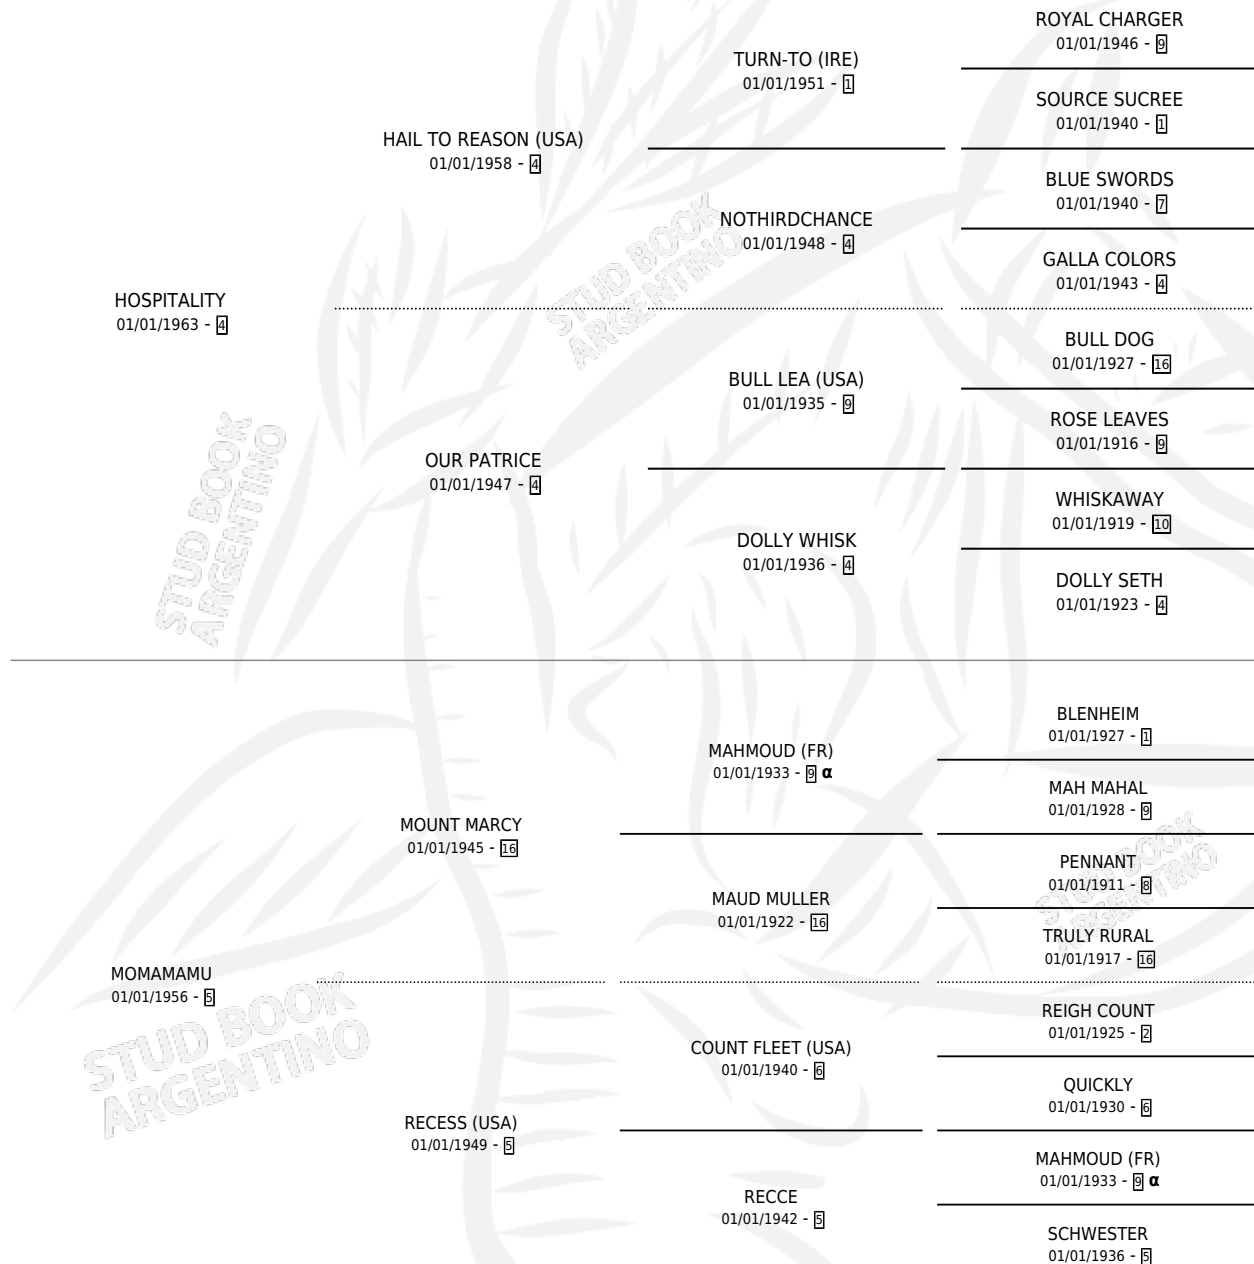 ROYAL CHARGER
01/01/1946 - 9
TURN-TO (IRE)
01/01/1951 - 1
SOURCE SUCREE
01/01/1940 - 1
HAIL TO REASON (USA)
01/01/1958 - 4
BLUE SWORDS
01/01/1940 - 7
NOTHIRDCHANCE
01/01/1948 - 4
GALLA COLORS
01/01/1943 - 4
HOSPITALITY
01/01/1963 - 4
STUD BOOK
ARGENTINO
BULL DOG
01/01/1927 - 16
BULL LEA (USA)
01/01/1935 - 9
ROSE LEAVES
01/01/1916 - 9
OUR PATRICE
01/01/1947 - 4
WHISKAWAY
01/01/1919 - 10
DOLLY WHISK
01/01/1936 - 4
DOLLY SETH
01/01/1923 - 4
STUD BOOK
ARGENTINO
BLENHEIM
01/01/1927 - 1
MAHMOUD (FR)
01/01/1933 - 9 α
MAH MAHAL
01/01/1928 - 9
MOUNT MARCY
01/01/1945 - 16
PENNANT
01/01/1911 - 8
STUD BOOK
ARGENTINO
MAUD MULLER
01/01/1922 - 16
TRULY RURAL
01/01/1917 - 16
MOMAMAMU
01/01/1956 - 5
STUD BOOK
ARGENTINO
REIGH COUNT
01/01/1925 - 2
COUNT FLEET (USA)
01/01/1940 - 6
QUICKLY
01/01/1930 - 6
RECESS (USA)
01/01/1949 - 5
MAHMOUD (FR)
01/01/1933 - 9 α
RECCE
01/01/1942 - 5
SCHWESTER
01/01/1936 - 5